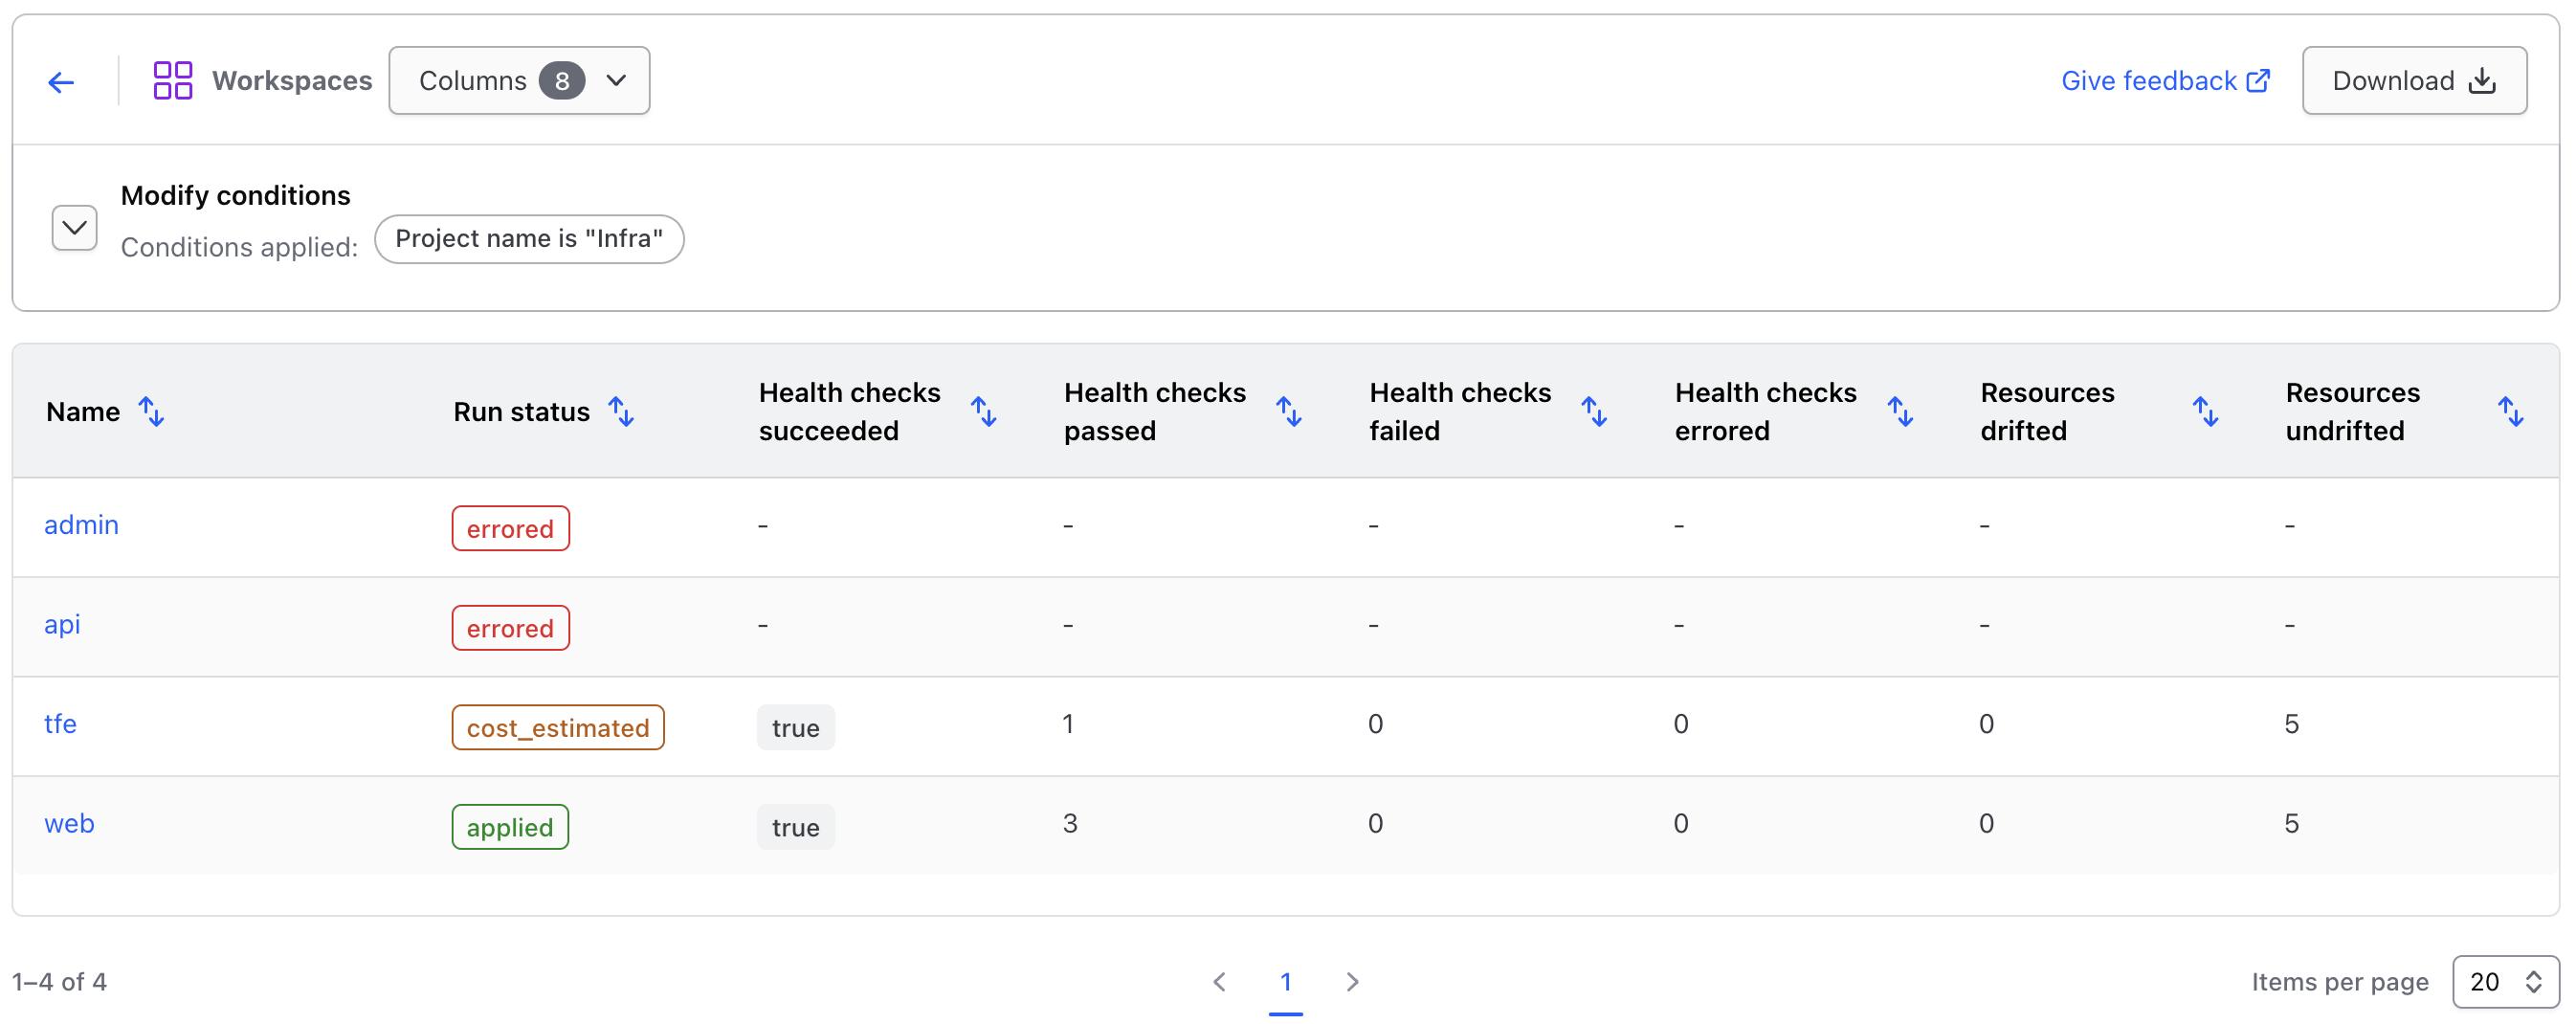 Workspaces Columns 8 Give feedback Download
Modify conditions
Conditions applied: Project name is "Infra"
Name Run status Health checks succeeded Health checks passed Health checks failed Health checks errored Resources drifted Resources undrifted
admin errored - - - - - -
api errored - - - - - -
tfe cost_estimated true 1 0 0 0 5
web applied true 3 0 0 0 5
1–4 of 4 1 Items per page 20